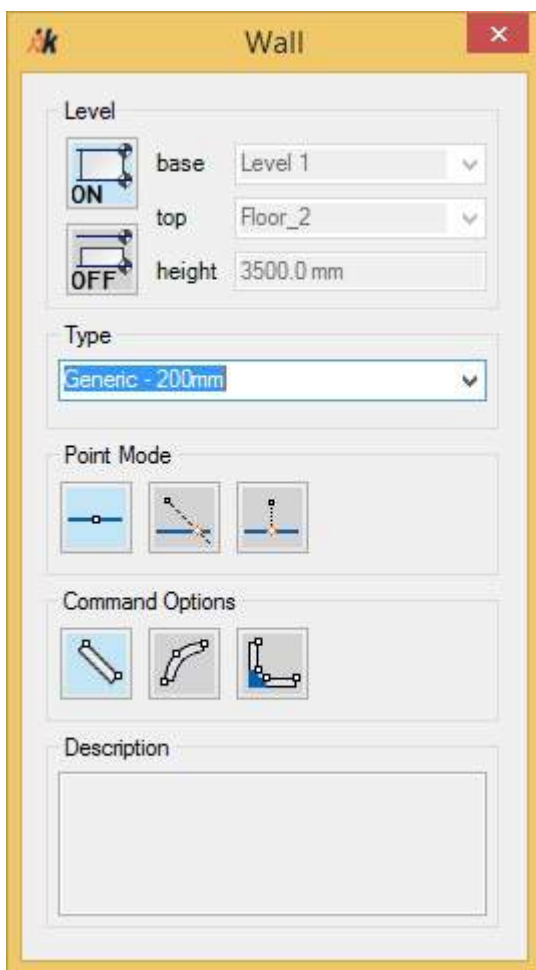 Wall
Level
ON
base Level 1
top Floor_2
OFF
height 3500.0 mm
Type
Generic - 200mm
Point Mode
Command Options
Description